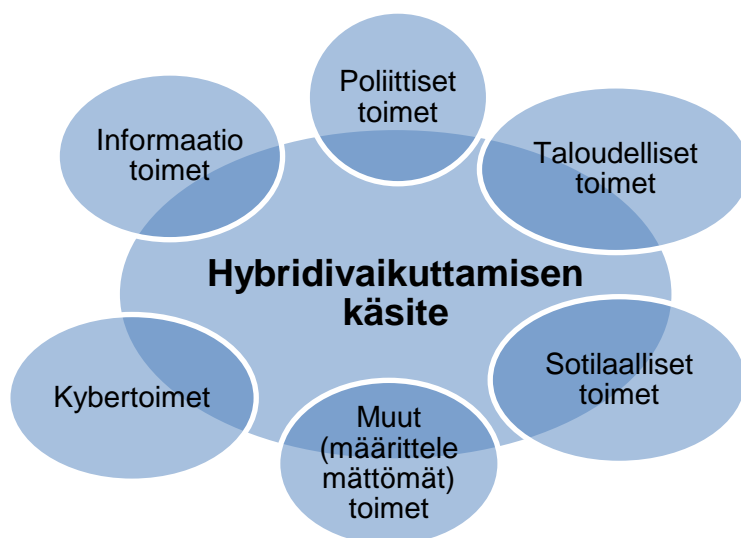 Poliittiset
toimet
Informaatio
toimet
Taloudelliset
toimet
Hybridivaikuttamisen
käsite
Kybertoimet
Sotilaalliset
toimet
Muut
(määrittele
mättömät)
toimet